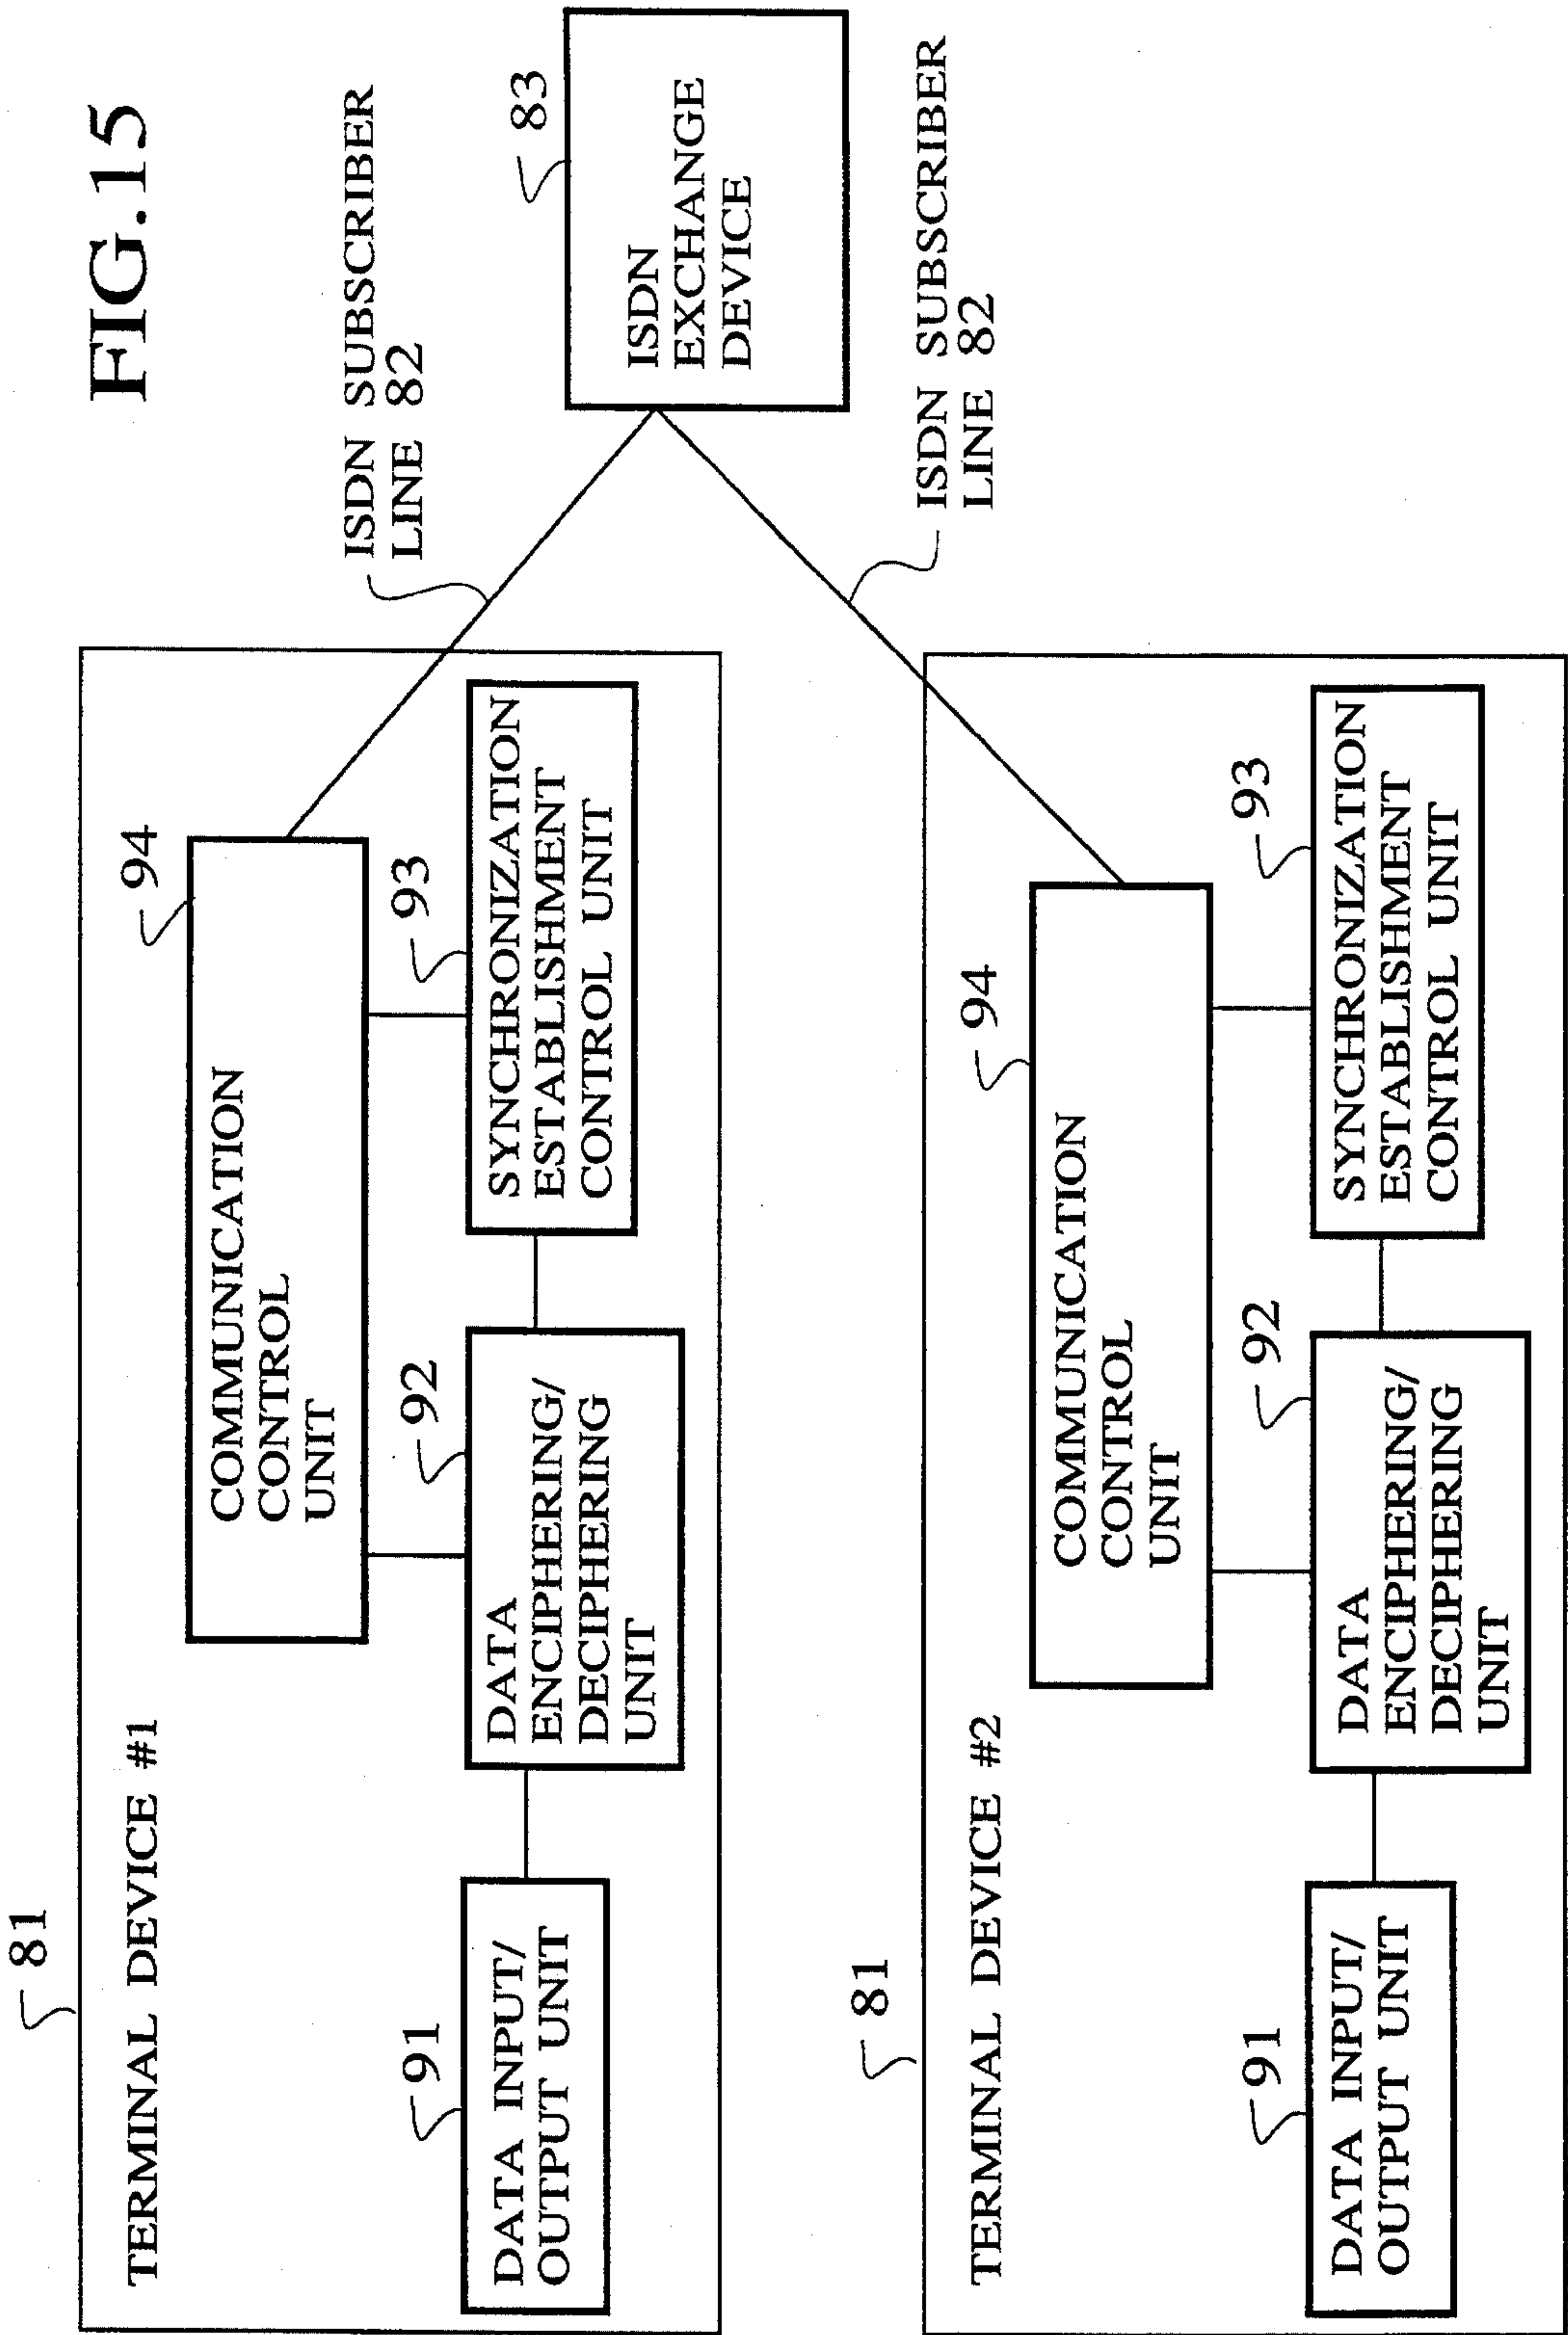 FIG.15
81
TERMINAL DEVICE #1
94
COMMUNICATION
CONTROL
UNIT
ISDN SUBSCRIBER
LINE 82
91
DATA INPUT/
OUTPUT UNIT
92
DATA
ENCIPHERING/
DECIPHERING
UNIT
93
SYNCHRONIZATION
ESTABLISHMENT
CONTROL UNIT
83
ISDN
EXCHANGE
DEVICE
81
TERMINAL DEVICE #2
94
COMMUNICATION
CONTROL
UNIT
ISDN SUBSCRIBER
LINE 82
91
DATA INPUT/
OUTPUT UNIT
92
DATA
ENCIPHERING/
DECIPHERING
UNIT
93
SYNCHRONIZATION
ESTABLISHMENT
CONTROL UNIT